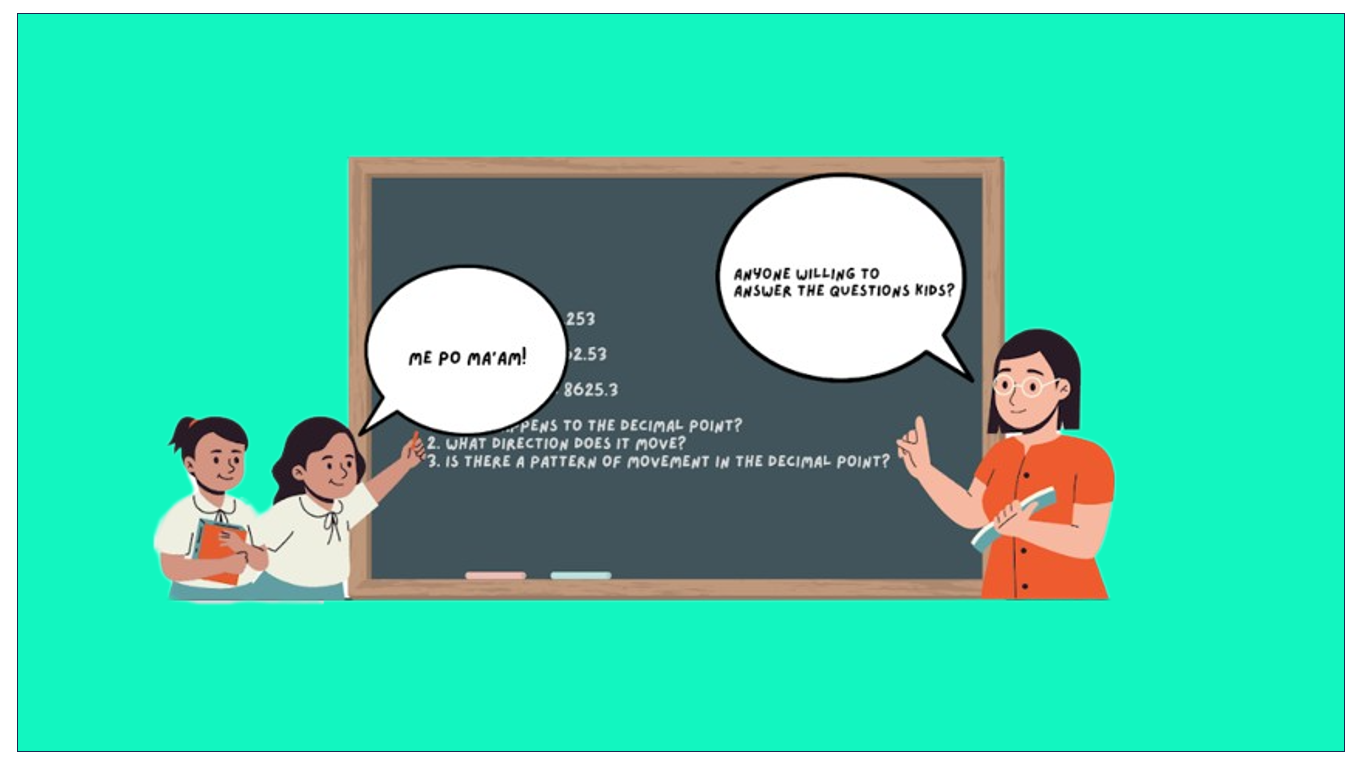 ANYONE WILLING TO
ANSWER THE QUESTIONS KIDS?
ME PO MA'AM!
253
2.53
8625.3
TO THE DECIMAL POINT?
2. WHAT DIRECTION DOES IT MOVE?
3. IS THERE A PATTERN OF MOVEMENT IN THE DECIMAL POINT?